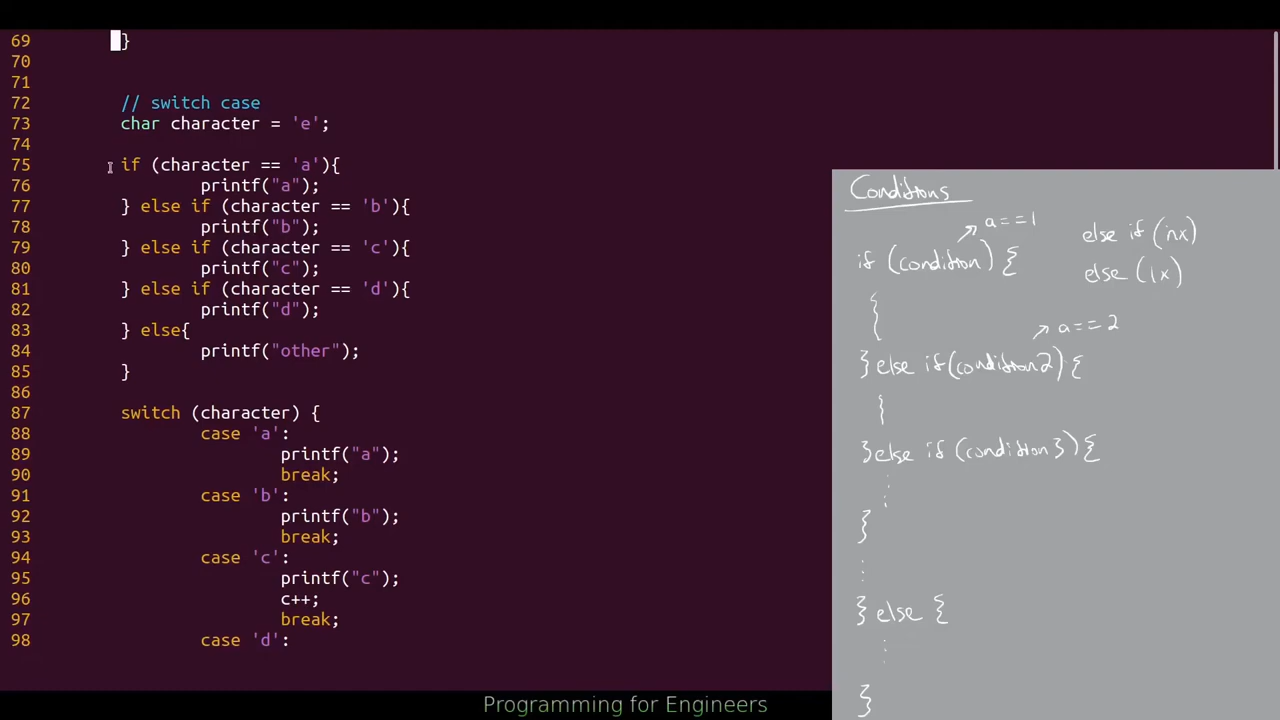 69 }
70
71
72 // switch case
73 char character = 'e';
74
75 if (character == 'a'){
76 printf("a");
77 } else if (character == 'b'){
78 printf("b");
79 } else if (character == 'c'){
80 printf("c");
81 } else if (character == 'd'){
82 printf("d");
83 } else{
84 printf("other");
85 }
86
87 switch (character) {
88 case 'a':
89 printf("a");
90 break;
91 case 'b':
92 printf("b");
93 break;
94 case 'c':
95 printf("c");
96 c++;
97 break;
98 case 'd':
Conditions
a==1
if (condition) {
else if (nx)
else (1x)
{
a==2
} else if (condition2) {
{
} else if (condition3) {
}
} else {
}
Programming for Engineers